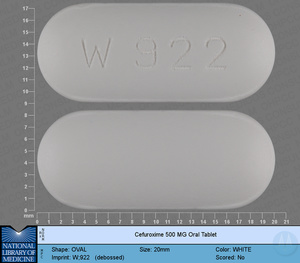 17
16
15
14
13
12
11
10
9
8
7
6
5
4
3
2
1
0
mm
W 922
0 1 2 3 4 5 6 7 8 9 10 11 12 13 14 15 16 17 18 19 20 21
Cefuroxime 500 MG Oral Tablet
NATIONAL
LIBRARY OF
MEDICINE
Shape: OVAL Size: 20mm Color: WHITE
Imprint: W;922 (debossed) Scored: No